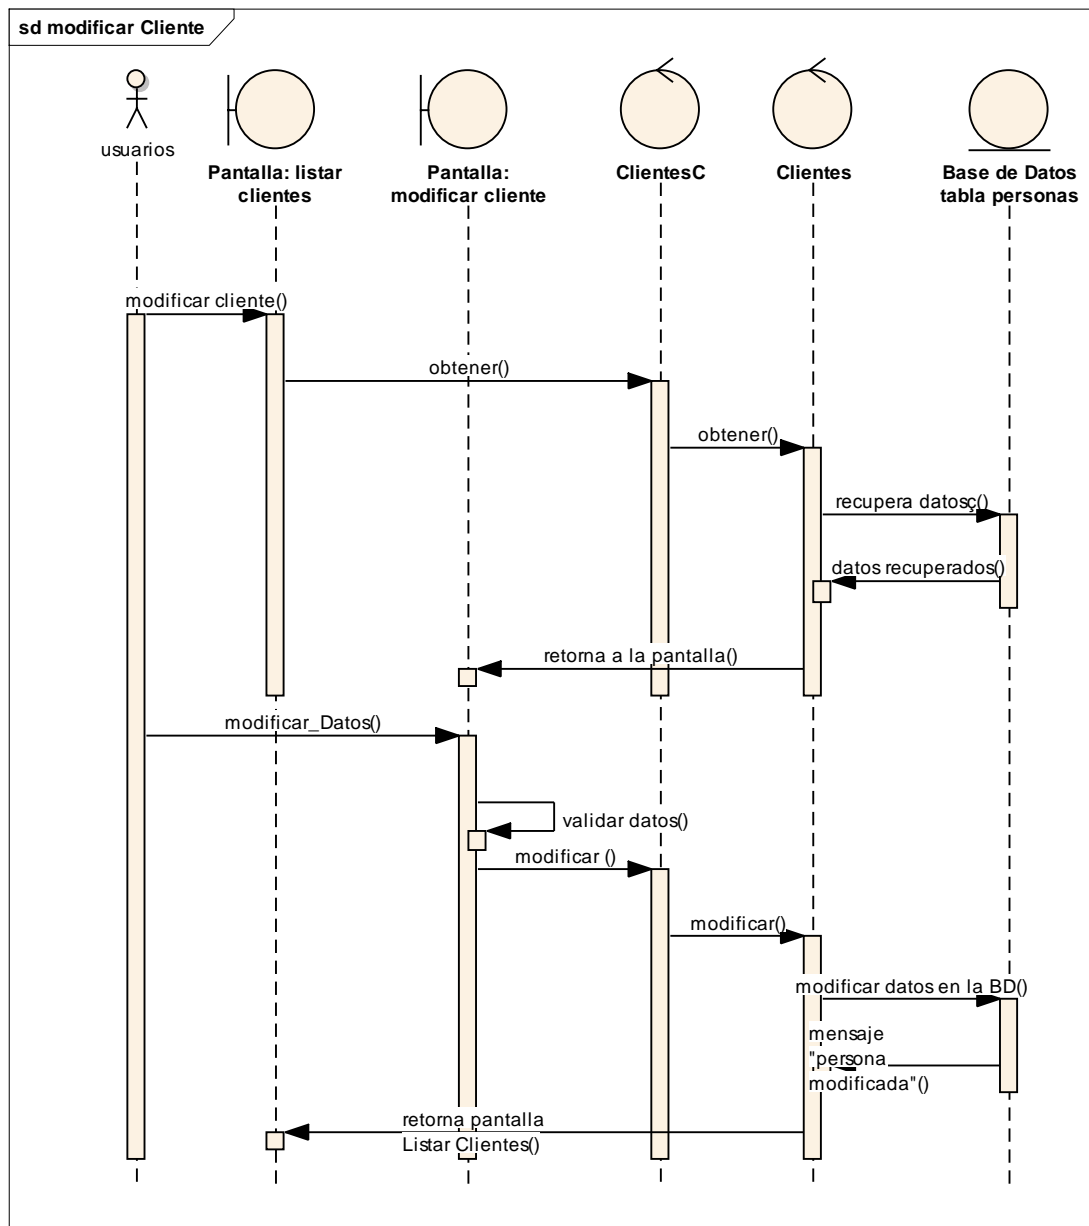 sd modificar Cliente
usuarios
Pantalla: listar
clientes
Pantalla:
modificar cliente
ClientesC
Clientes
Base de Datos
tabla personas
modificar cliente()
obtener()
obtener()
recupera datosç()
datos recuperados()
retorna a la pantalla()
modificar_Datos()
validar datos()
modificar ()
modificar()
modificar datos en la BD()
mensaje
"persona
modificada"()
retorna pantalla
Listar Clientes()